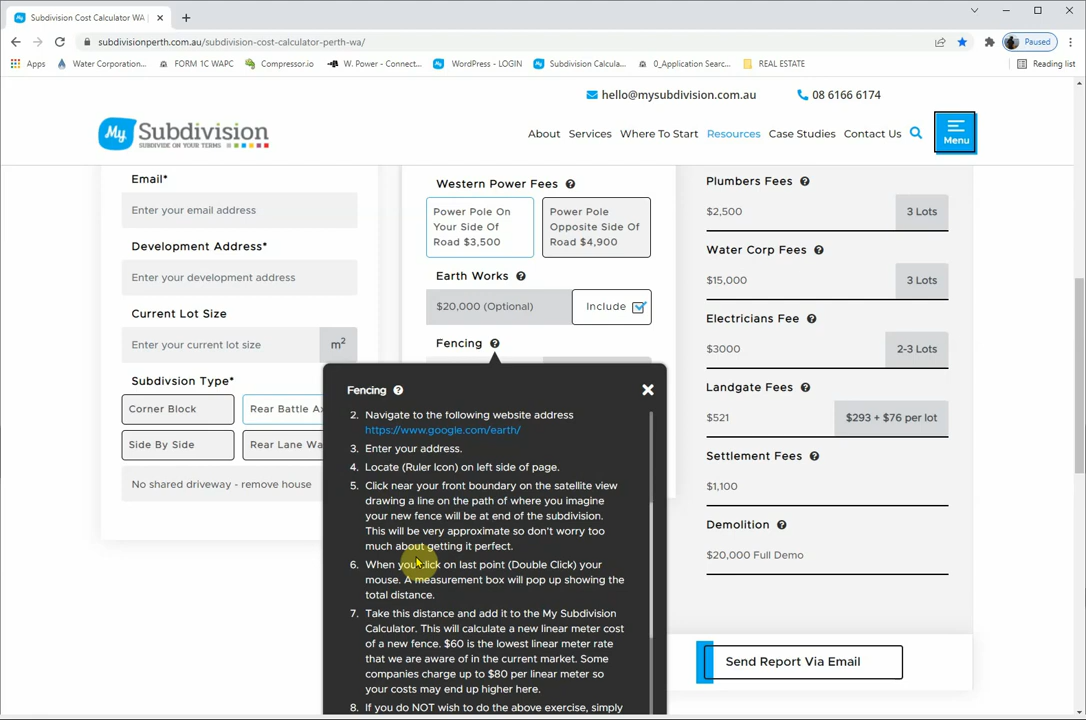 Subdivision Cost Calculator WA |
subdivisionperth.com.au/subdivision-cost-calculator-perth-wa/
Paused
Apps
Water Corporation...
FORM 1C WAPC
Compressor.io
W. Power - Connect...
WordPress - LOGIN
Subdivision Calcula...
0_Application Searc...
REAL ESTATE
Reading list
hello@mysubdivision.com.au
08 6166 6174
My Subdivision
SUBDIVIDE ON YOUR TERMS
About
Services
Where To Start
Resources
Case Studies
Contact Us
Menu
Email*
Enter your email address
Development Address*
Enter your development address
Current Lot Size
Enter your current lot size
m²
Subdivsion Type*
Corner Block
Rear Battle Ax
Side By Side
Rear Lane Wa
No shared driveway - remove house
Western Power Fees
Power Pole On
Your Side Of
Road $3,500
Power Pole
Opposite Side Of
Road $4,900
Earth Works
$20,000 (Optional)
Include
Fencing
Fencing
2. Navigate to the following website address
https://www.google.com/earth/
3. Enter your address.
4. Locate (Ruler Icon) on left side of page.
5. Click near your front boundary on the satellite view
drawing a line on the path of where you imagine
your new fence will be at end of the subdivision.
This will be very approximate so don't worry too
much about getting it perfect.
6. When you click on last point (Double Click) your
mouse. A measurement box will pop up showing the
total distance.
7. Take this distance and add it to the My Subdivision
Calculator. This will calculate a new linear meter cost
of a new fence. $60 is the lowest linear meter rate
that we are aware of in the current market. Some
companies charge up to $80 per linear meter so
your costs may end up higher here.
8. If you do NOT wish to do the above exercise, simply
Plumbers Fees
$2,500
3 Lots
Water Corp Fees
$15,000
3 Lots
Electricians Fee
$3000
2-3 Lots
Landgate Fees
$521
$293 + $76 per lot
Settlement Fees
$1,100
Demolition
$20,000 Full Demo
Send Report Via Email